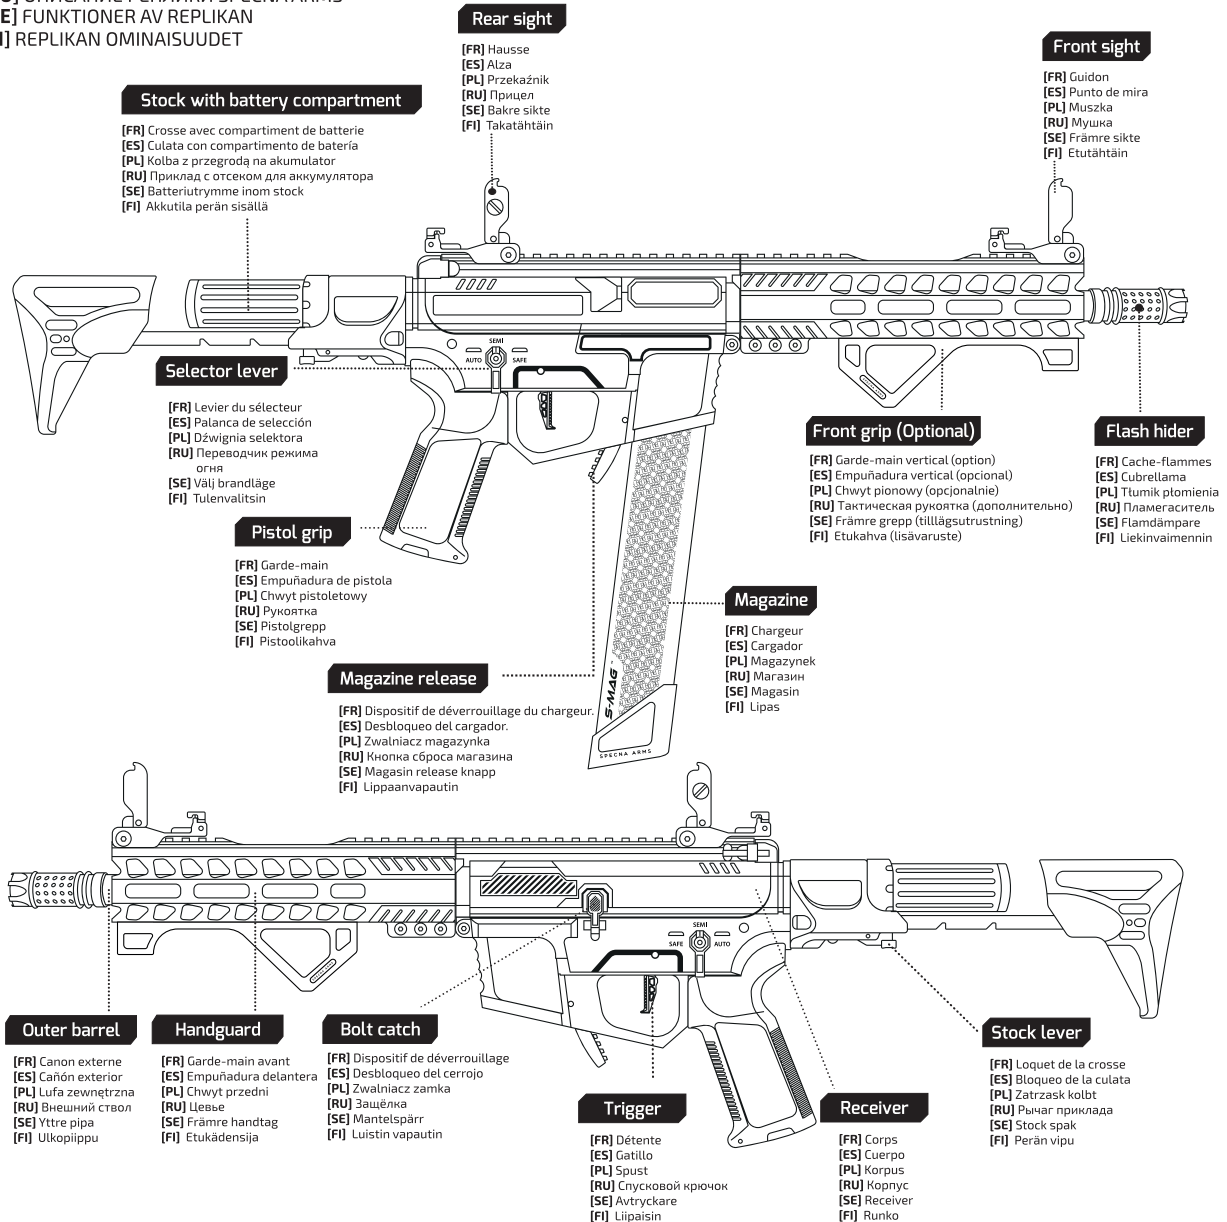 [SE] FUNKTIONER AV REPLIKAN
[FI] REPLIKAN OMINAISUUDET
Rear sight
[FR] Hausse
[ES] Alza
[PL] Przekaźnik
[RU] Прицел
[SE] Bakre sikte
[FI] Takatähtäin
Front sight
[FR] Guidon
[ES] Punto de mira
[PL] Muszka
[RU] Мушка
[SE] Främre sikte
[FI] Etutähtäin
Stock with battery compartment
[FR] Crosse avec compartiment de batterie
[ES] Culata con compartimento de batería
[PL] Kolba z przegrodą na akumulator
[RU] Приклад с отсеком для аккумулятора
[SE] Batteriutrymme inom stock
[FI] Akkutila perän sisällä
SEMI
AUTO SAFE
Selector lever
[FR] Levier du sélecteur
[ES] Palanca de selección
[PL] Dźwignia selektora
[RU] Переводчик режима
огня
[SE] Välj brandläge
[FI] Tulenvalitsin
Front grip (Optional)
[FR] Garde-main vertical (option)
[ES] Empuñadura vertical (opcional)
[PL] Chwyt pionowy (opcjonalnie)
[RU] Тактическая рукоятка (дополнительно)
[SE] Främre grepp (tilllägsutrustning)
[FI] Etukahva (lisävaruste)
Flash hider
[FR] Cache-flammes
[ES] Cubrellama
[PL] Tłumik płomienia
[RU] Пламегаситель
[SE] Flamdämpare
[FI] Liekinvaimennin
Pistol grip
[FR] Garde-main
[ES] Empuñadura de pistola
[PL] Chwyt pistoletowy
[RU] Рукоятка
[SE] Pistolgrepp
[FI] Pistoolikahva
Magazine
[FR] Chargeur
[ES] Cargador
[PL] Magazynek
[RU] Магазин
[SE] Magasin
[FI] Lipas
Magazine release
[FR] Dispositif de déverrouillage du chargeur.
[ES] Desbloqueo del cargador.
[PL] Zwalniacz magazynka
[RU] Кнопка сброса магазина
[SE] Magasin release knapp
[FI] Lippaanvapautin
S-MAG™
SPECNA ARMS
SEMI
SAFE AUTO
Outer barrel
[FR] Canon externe
[ES] Cañón exterior
[PL] Lufa zewnętrzna
[RU] Внешний ствол
[SE] Yttre pipa
[FI] Ulkopiippu
Handguard
[FR] Garde-main avant
[ES] Empuñadura delantera
[PL] Chwyt przedni
[RU] Цевье
[SE] Främre handtag
[FI] Etukädensija
Bolt catch
[FR] Dispositif de déverrouillage
[ES] Desbloqueo del cerrojo
[PL] Zwalniacz zamka
[RU] Защёлка
[SE] Mantelspärr
[FI] Luistin vapautin
Stock lever
[FR] Loquet de la crosse
[ES] Bloqueo de la culata
[PL] Zatrzask kolbt
[RU] Рычаг приклада
[SE] Stock spak
[FI] Perän vipu
Trigger
[FR] Détente
[ES] Gatillo
[PL] Spust
[RU] Спусковой крючок
[SE] Avtryckare
[FI] Liipaisin
Receiver
[FR] Corps
[ES] Cuerpo
[PL] Korpus
[RU] Корпус
[SE] Receiver
[FI] Runko